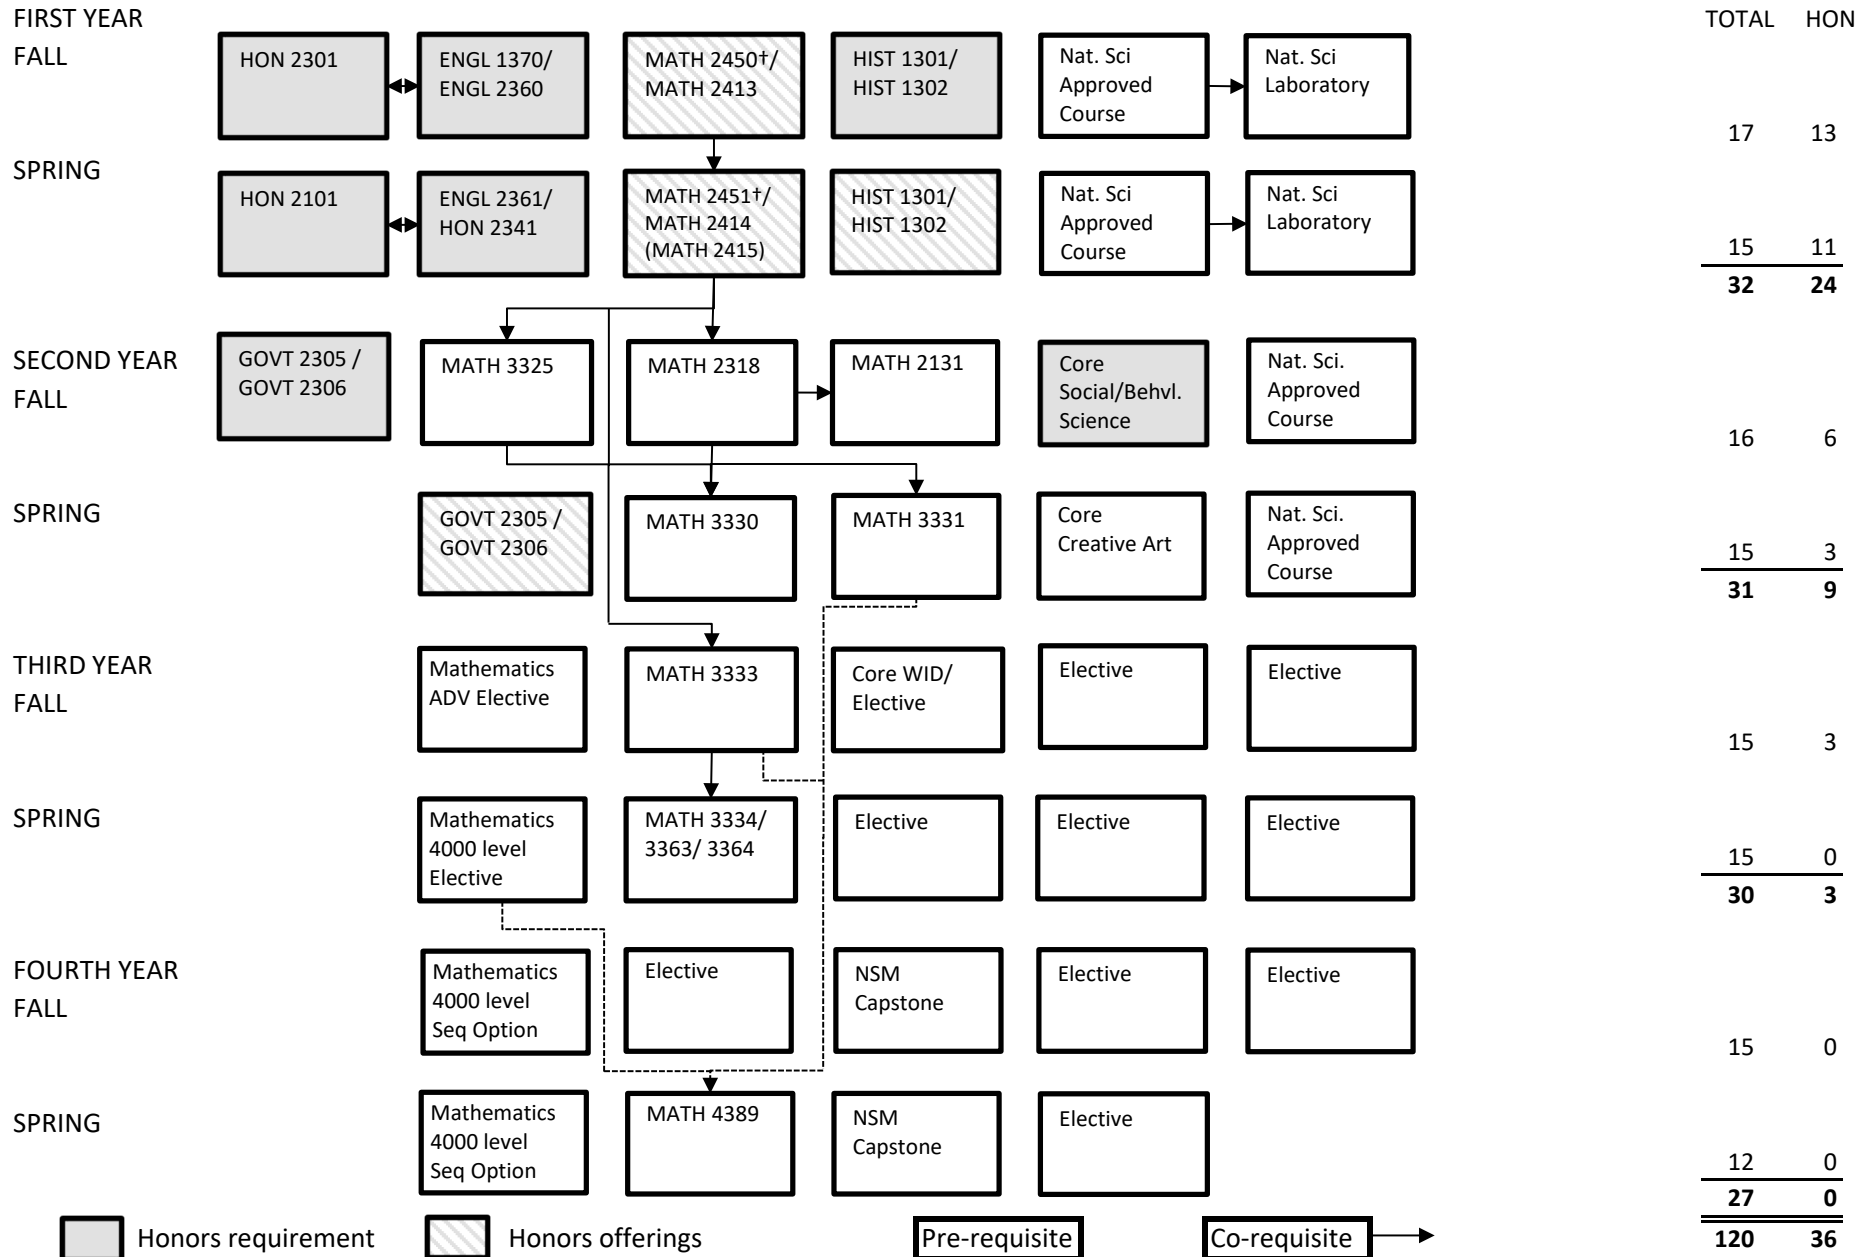 FIRST YEAR
TOTAL HON
FALL
HON 2301
ENGL 1370/
ENGL 2360
MATH 2450†/
MATH 2413
HIST 1301/
HIST 1302
Nat. Sci
Approved
Course
Nat. Sci
Laboratory
17 13
SPRING
HON 2101
ENGL 2361/
HON 2341
MATH 2451†/
MATH 2414
(MATH 2415)
HIST 1301/
HIST 1302
Nat. Sci
Approved
Course
Nat. Sci
Laboratory
15 11
32 24
SECOND YEAR
FALL
GOVT 2305 /
GOVT 2306
MATH 3325
MATH 2318
MATH 2131
Core
Social/Behvl.
Science
Nat. Sci.
Approved
Course
16 6
SPRING
GOVT 2305 /
GOVT 2306
MATH 3330
MATH 3331
Core
Creative Art
Nat. Sci.
Approved
Course
15 3
31 9
THIRD YEAR
FALL
Mathematics
ADV Elective
MATH 3333
Core WID/
Elective
Elective
Elective
15 3
SPRING
Mathematics
4000 level
Elective
MATH 3334/
3363/ 3364
Elective
Elective
Elective
15 0
30 3
FOURTH YEAR
FALL
Mathematics
4000 level
Seq Option
Elective
NSM
Capstone
Elective
Elective
15 0
SPRING
Mathematics
4000 level
Seq Option
MATH 4389
NSM
Capstone
Elective
12 0
27 0
Honors requirement
Honors offerings
Pre-requisite
Co-requisite
120 36